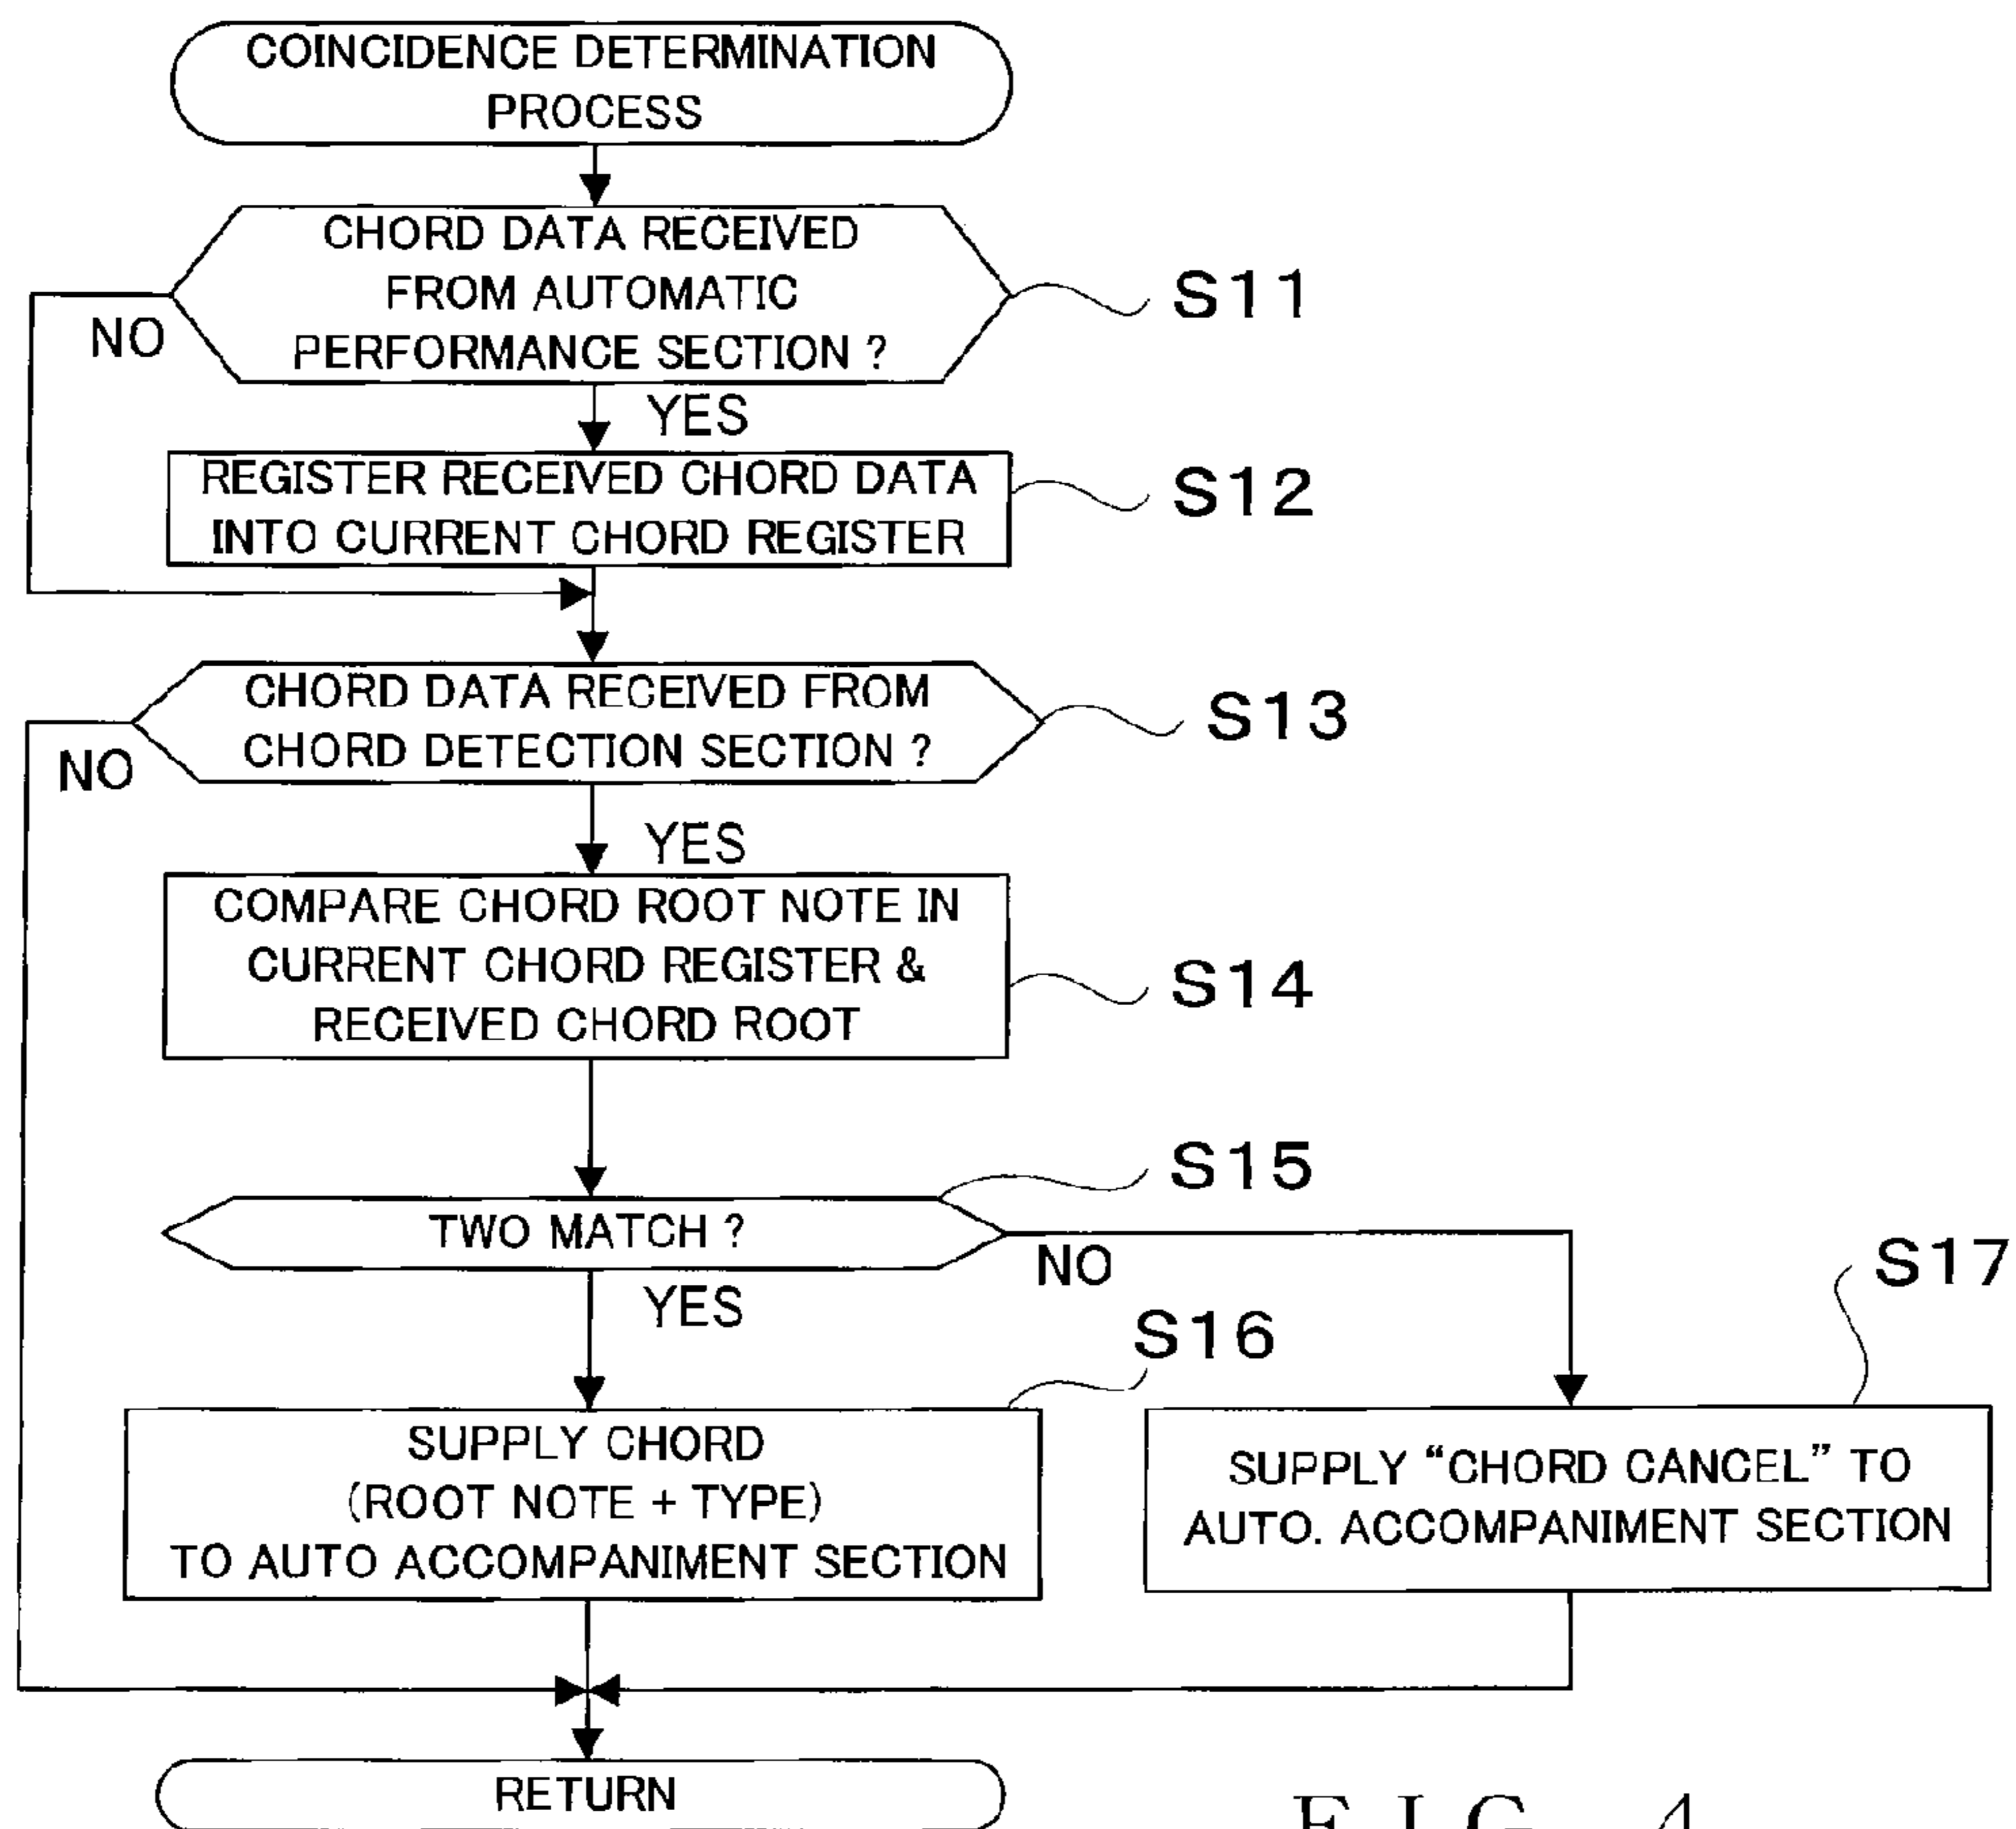 COINCIDENCE DETERMINATION
PROCESS
CHORD DATA RECEIVED
FROM AUTOMATIC
PERFORMANCE SECTION ?
S11
NO
YES
REGISTER RECEIVED CHORD DATA
INTO CURRENT CHORD REGISTER
S12
CHORD DATA RECEIVED FROM
CHORD DETECTION SECTION ?
S13
NO
YES
COMPARE CHORD ROOT NOTE IN
CURRENT CHORD REGISTER &
RECEIVED CHORD ROOT
S14
S15
TWO MATCH ?
NO
YES
S17
S16
SUPPLY CHORD
(ROOT NOTE + TYPE)
TO AUTO ACCOMPANIMENT SECTION
SUPPLY “CHORD CANCEL” TO
AUTO. ACCOMPANIMENT SECTION
RETURN
FIG. 4